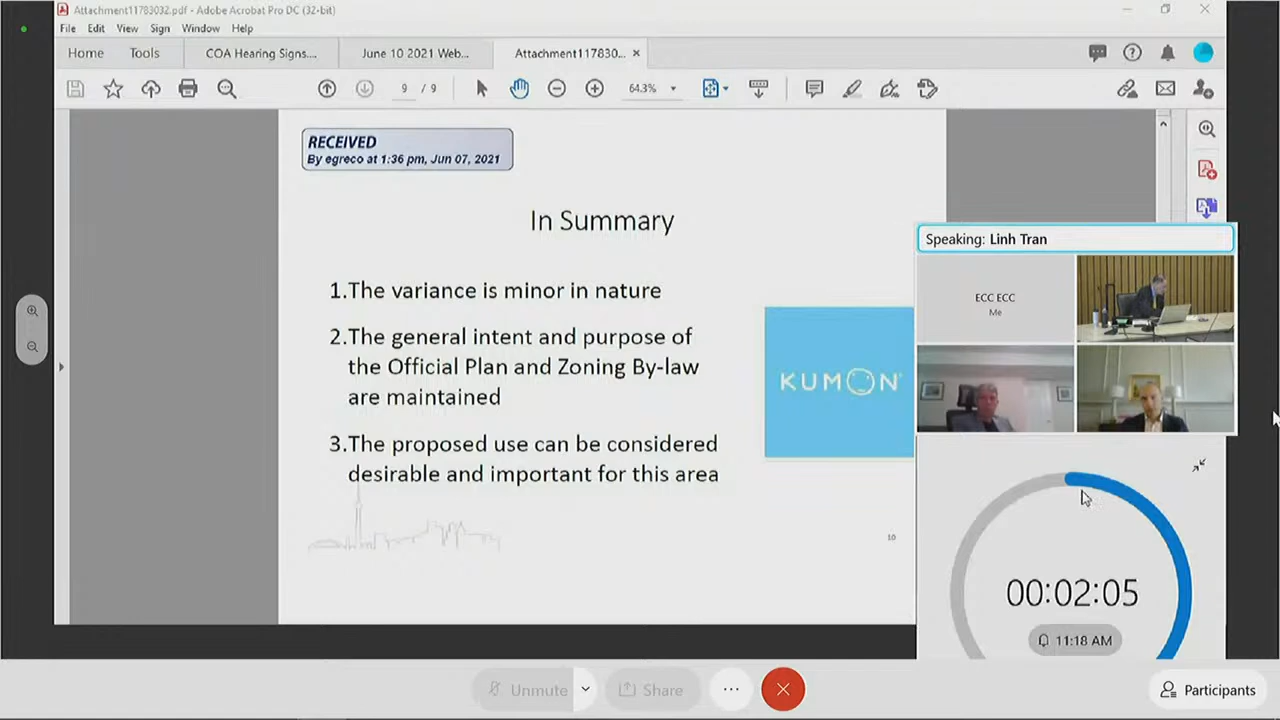 Attachment11783032.pdf - Adobe Acrobat Pro DC (32-bit)
File Edit View Sign Window Help
Home Tools COA Hearing Signs... June 10 2021 Web... Attachment117830... ×
9 / 9 64.3%
RECEIVED
By egreco at 1:36 pm, Jun 07, 2021
In Summary
1.The variance is minor in nature
2.The general intent and purpose of
the Official Plan and Zoning By-law
are maintained
3.The proposed use can be considered
desirable and important for this area
KUMON
10
Speaking: Linh Tran
ECC ECC
Me
00:02:05
11:18 AM
Unmute Share ... Participants